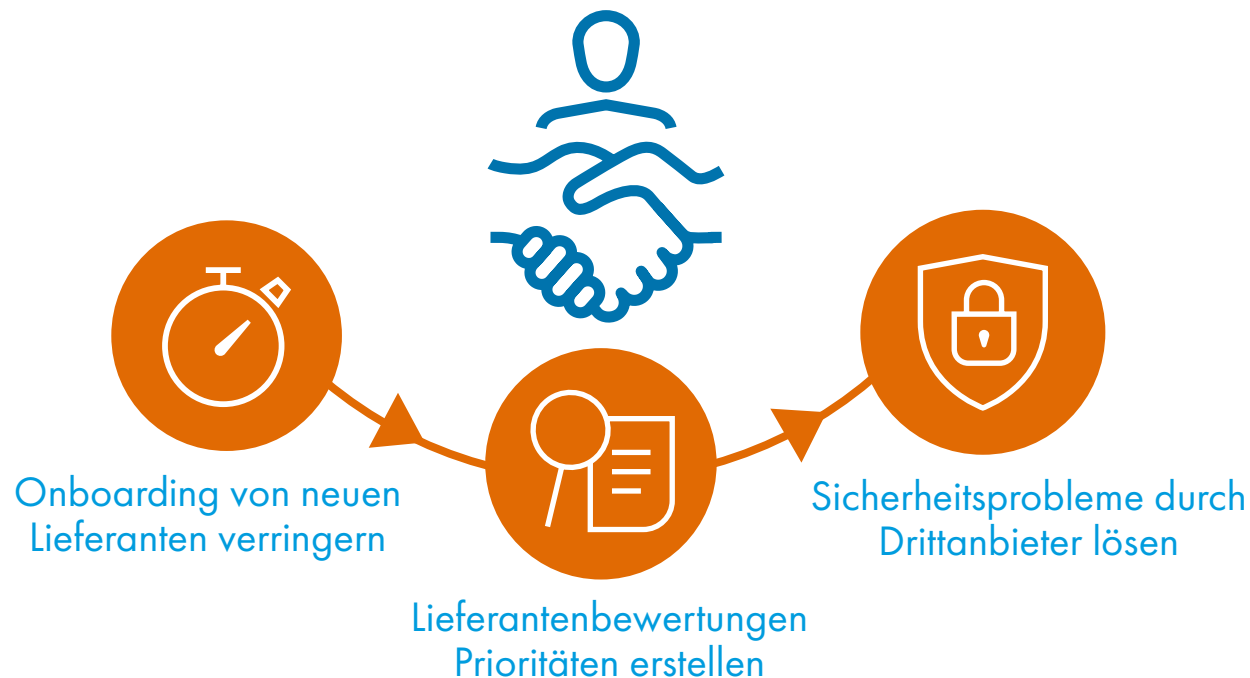 Onboarding von neuen
Lieferanten verringern
Lieferantenbewertungen
Prioritäten erstellen
Sicherheitsprobleme durch
Drittanbieter lösen